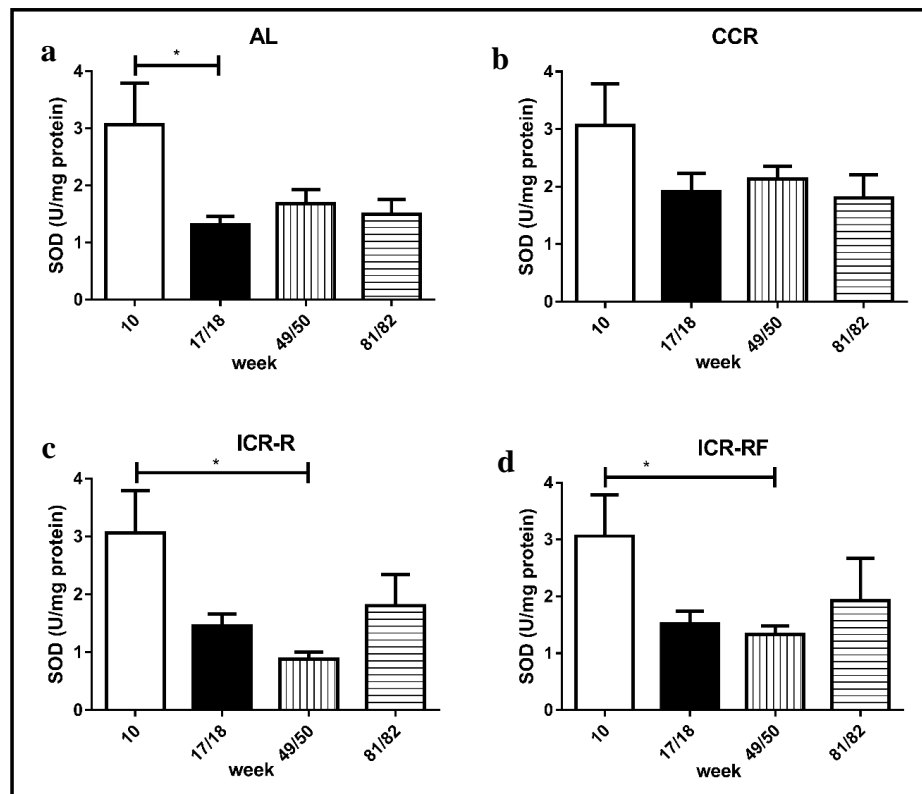 a
AL
*
SOD (U/mg protein)
4
3
2
1
0
10
17/18
49/50
81/82
week
b
CCR
SOD (U/mg protein)
4
3
2
1
0
10
17/18
49/50
81/82
week
c
ICR-R
*
SOD (U/mg protein)
4
3
2
1
0
10
17/18
49/50
81/82
week
d
ICR-RF
*
SOD (U/mg protein)
4
3
2
1
0
10
17/18
49/50
81/82
week